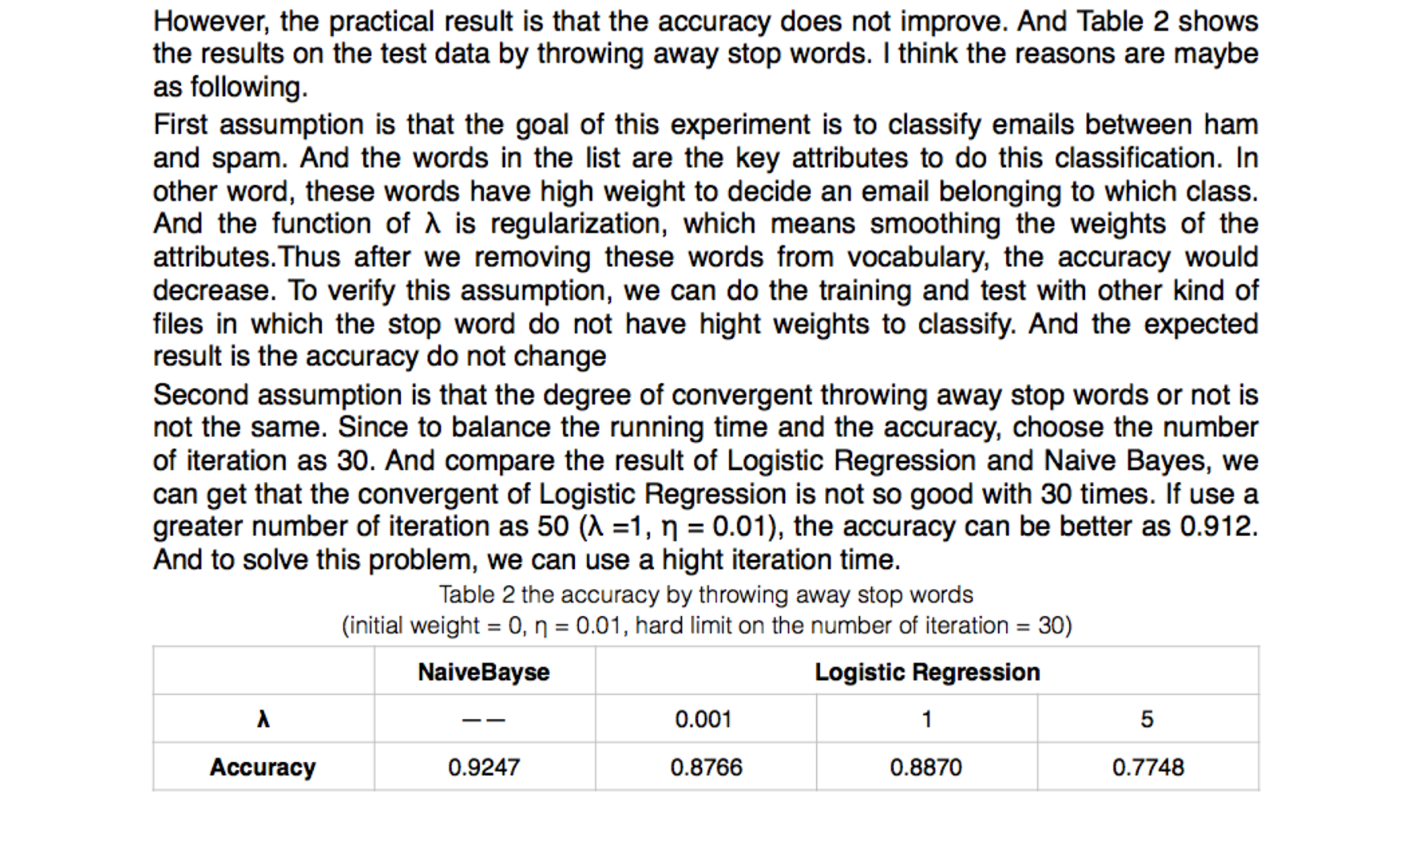 However, the practical result is that the accuracy does not improve. And Table 2 shows
the results on the test data by throwing away stop words. I think the reasons are maybe
as following.
First assumption is that the goal of this experiment is to classify emails between ham
and spam. And the words in the list are the key attributes to do this classification. In
other word, these words have high weight to decide an email belonging to which class.
And the function of λ is regularization, which means smoothing the weights of the
attributes.Thus after we removing these words from vocabulary, the accuracy would
decrease. To verify this assumption, we can do the training and test with other kind of
files in which the stop word do not have hight weights to classify. And the expected
result is the accuracy do not change
Second assumption is that the degree of convergent throwing away stop words or not is
not the same. Since to balance the running time and the accuracy, choose the number
of iteration as 30. And compare the result of Logistic Regression and Naive Bayes, we
can get that the convergent of Logistic Regression is not so good with 30 times. If use a
greater number of iteration as 50 (λ =1, η = 0.01), the accuracy can be better as 0.912.
And to solve this problem, we can use a hight iteration time.
Table 2 the accuracy by throwing away stop words
(initial weight = 0, η = 0.01, hard limit on the number of iteration = 30)
NaiveBayse Logistic Regression
λ —— 0.001 1 5
Accuracy 0.9247 0.8766 0.8870 0.7748